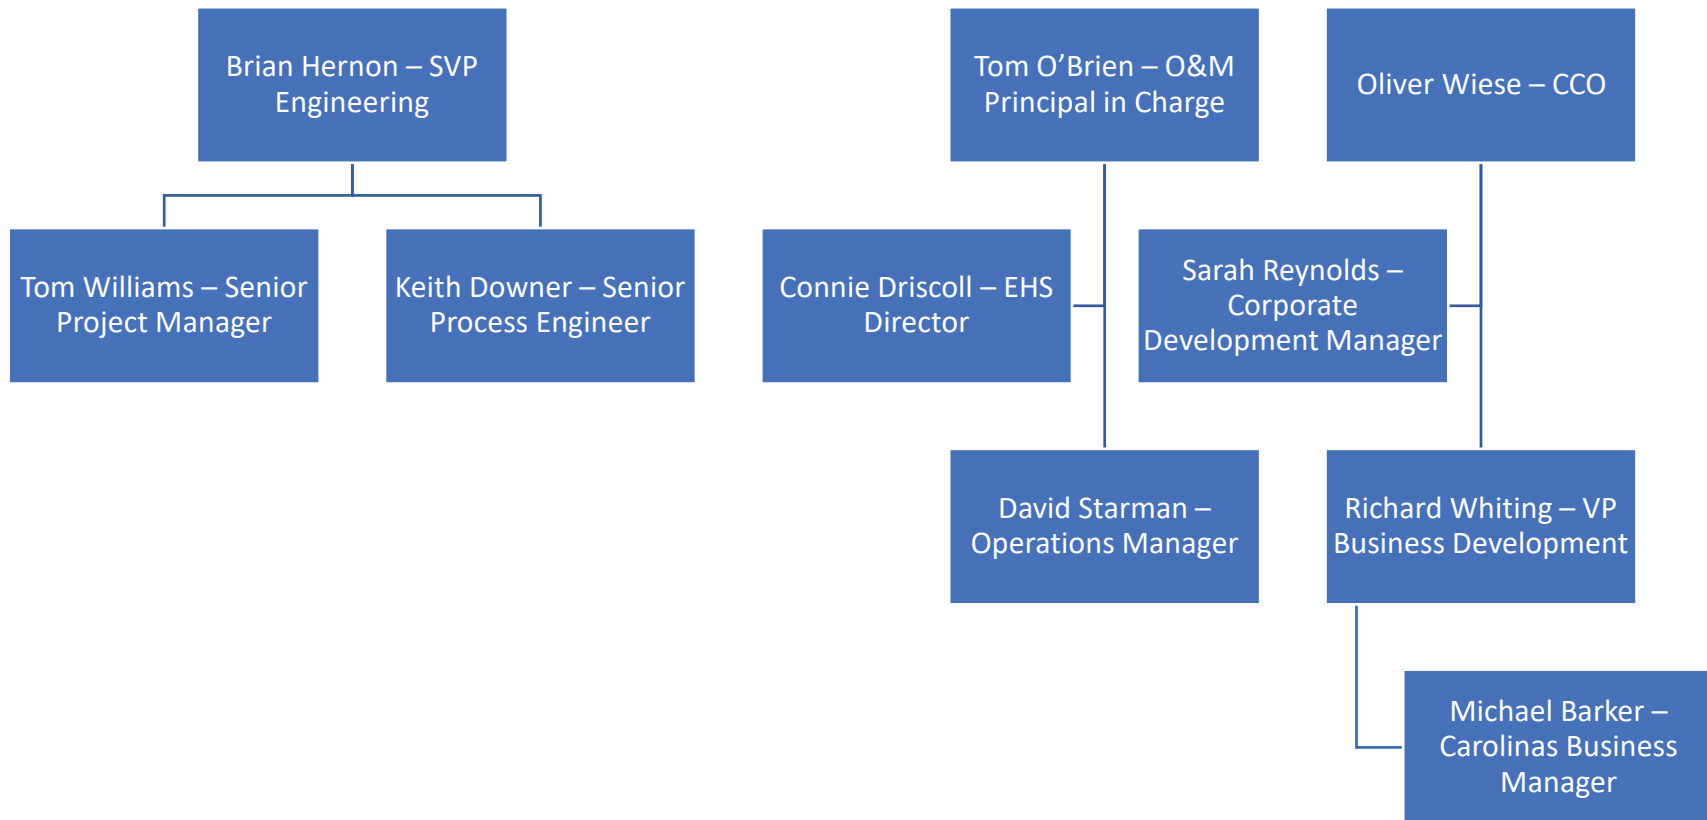 Brian Hernon – SVP
Engineering
Tom O’Brien – O&M
Principal in Charge
Oliver Wiese – CCO
Tom Williams – Senior
Project Manager
Keith Downer – Senior
Process Engineer
Connie Driscoll – EHS
Director
Sarah Reynolds –
Corporate
Development Manager
David Starman –
Operations Manager
Richard Whiting – VP
Business Development
Michael Barker –
Carolinas Business
Manager